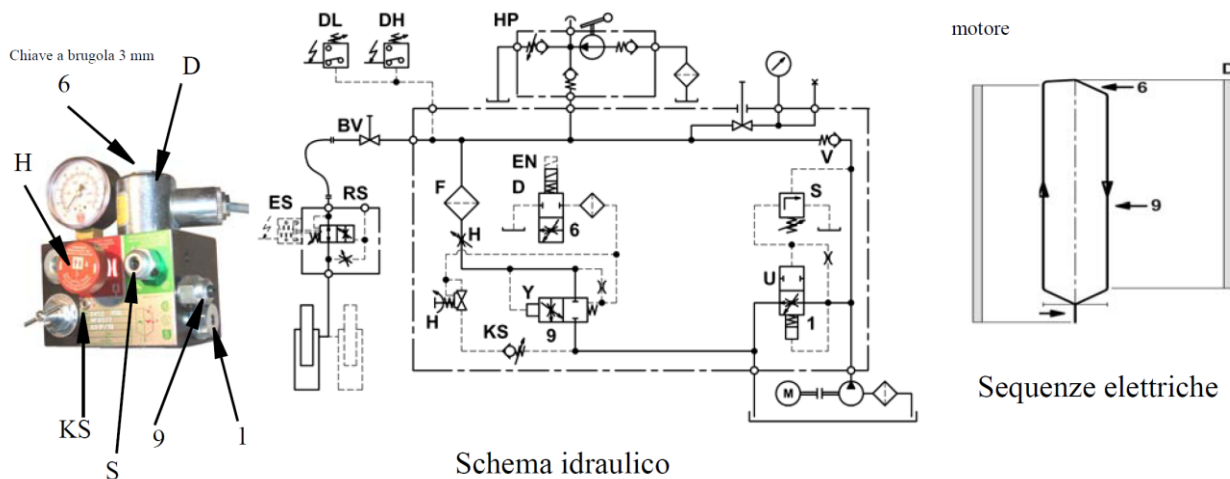 Chiave a brugola 3 mm
6
D
H
KS
S
9
1
DL
DH
HP
BV
EN
V
F
D
S
ES
RS
6
H
U
Y
H
KS
9
1
M
Schema idraulico
motore
D
6
9
Sequenze elettriche